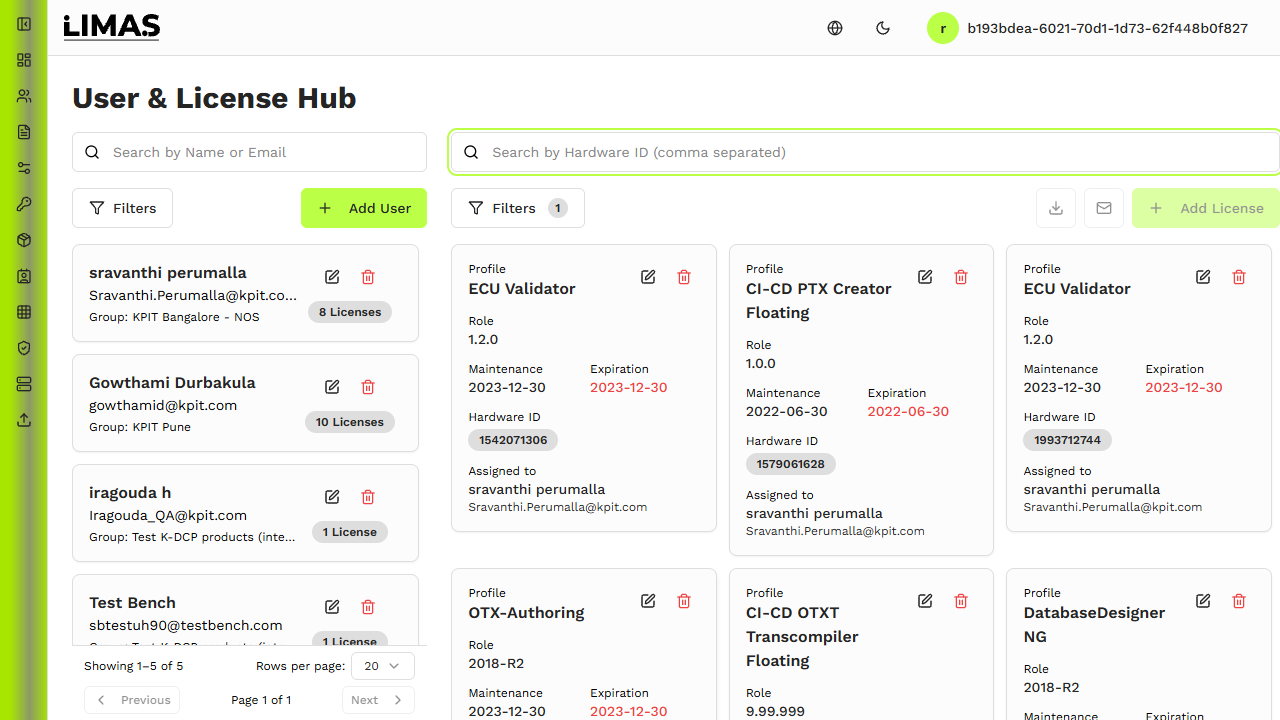 LIMAS
r
b193bdea-6021-70d1-1d73-62f448b0f827
User & License Hub
Search by Name or Email
Filters
Add User
sravanthi perumalla
Sravanthi.Perumalla@kpit.co...
Group: KPIT Bangalore - NOS
8 Licenses
Gowthami Durbakula
gowthamid@kpit.com
Group: KPIT Pune
10 Licenses
iragouda h
Iragouda_QA@kpit.com
Group: Test K-DCP products (inte...
1 License
Test Bench
sbtestuh90@testbench.com
1 License
Showing 1–5 of 5
Rows per page:
20
Previous
Page 1 of 1
Next
Search by Hardware ID (comma separated)
Filters
1
Add License
Profile
ECU Validator
Role
1.2.0
Maintenance
2023-12-30
Expiration
2023-12-30
Hardware ID
1542071306
Assigned to
sravanthi perumalla
Sravanthi.Perumalla@kpit.com
Profile
CI-CD PTX Creator
Floating
Role
1.0.0
Maintenance
2022-06-30
Expiration
2022-06-30
Hardware ID
1579061628
Assigned to
sravanthi perumalla
Sravanthi.Perumalla@kpit.com
Profile
ECU Validator
Role
1.2.0
Maintenance
2023-12-30
Expiration
2023-12-30
Hardware ID
1993712744
Assigned to
sravanthi perumalla
Sravanthi.Perumalla@kpit.com
Profile
OTX-Authoring
Role
2018-R2
Maintenance
2023-12-30
Expiration
2023-12-30
Profile
CI-CD OTXT
Transcompiler
Floating
Role
9.99.999
Profile
DatabaseDesigner
NG
Role
2018-R2
Maintenance
Expiration